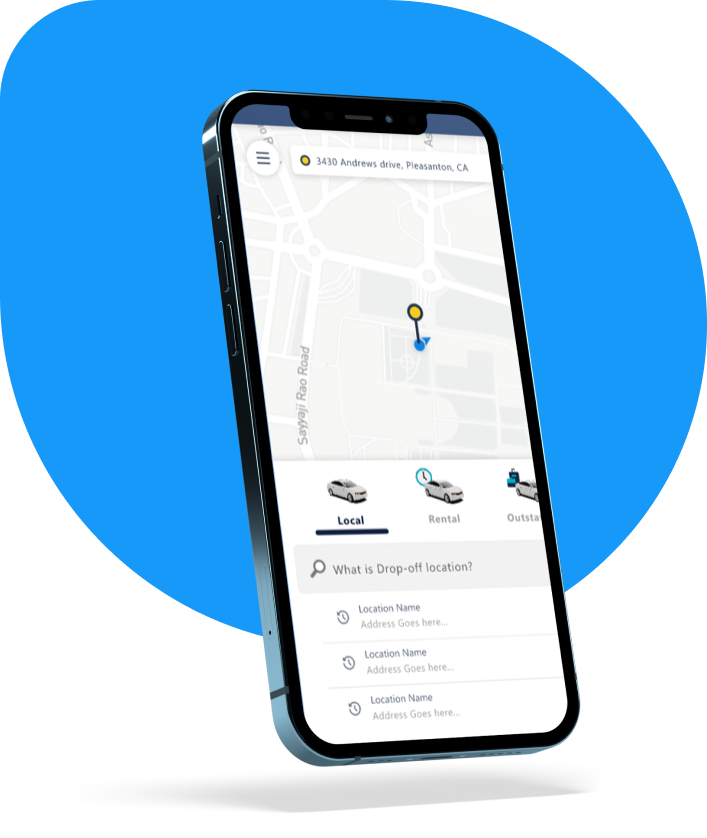 3430 Andrews drive, Pleasanton, CA
Sayyaji Rao Road
Local
Rental
Outsta
What is Drop-off location?
Location Name
Address Goes here...
Location Name
Address Goes here...
Location Name
Address Goes here...